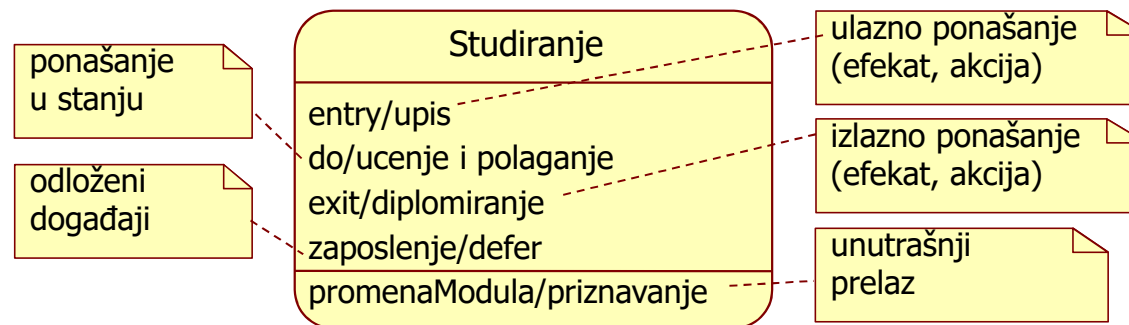 ponašanje
u stanju
odloženi
događaji
Studiranje
entry/upis
do/ucenje i polaganje
exit/diplomiranje
zaposlenje/defer
promenaModula/priznavanje
ulazno ponašanje
(efekat, akcija)
izlazno ponašanje
(efekat, akcija)
unutrašnji
prelaz